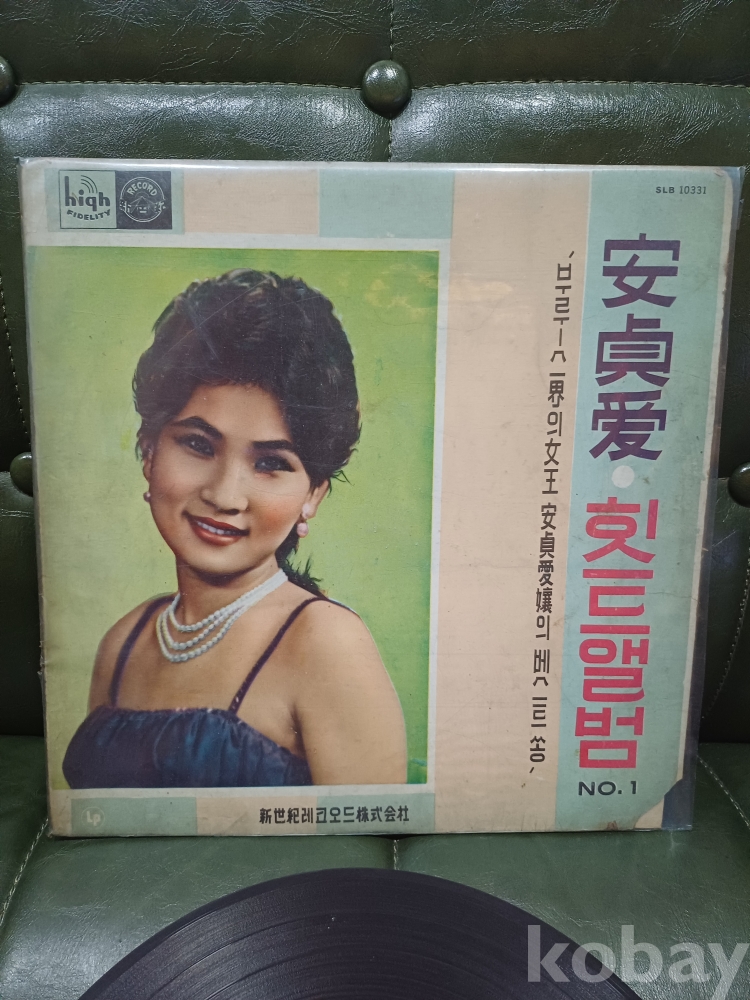 high
FIDELITY
RECORD
SLB 10331
安貞爱・힛트앨범
NO.1
"부루-스界의 女王 安貞愛孃의 베스트 쏭"
LP
新世紀레코오드株式会社
kobay